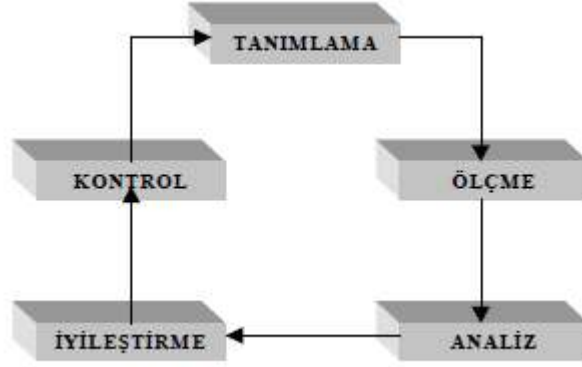 TANIMLAMA
KONTROL
ÖLÇME
İYİLEŞTİRME
ANALİZ